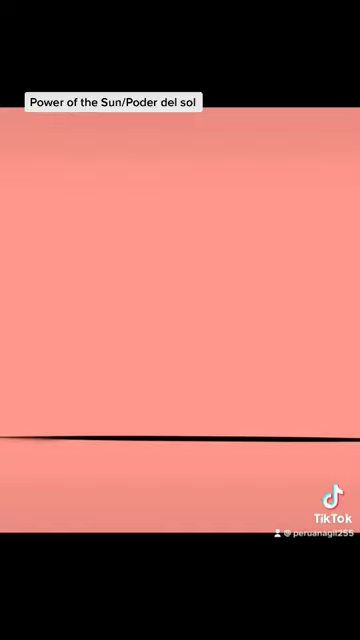 Power of the Sun/Poder del sol
TikTok
@ peruanagil255